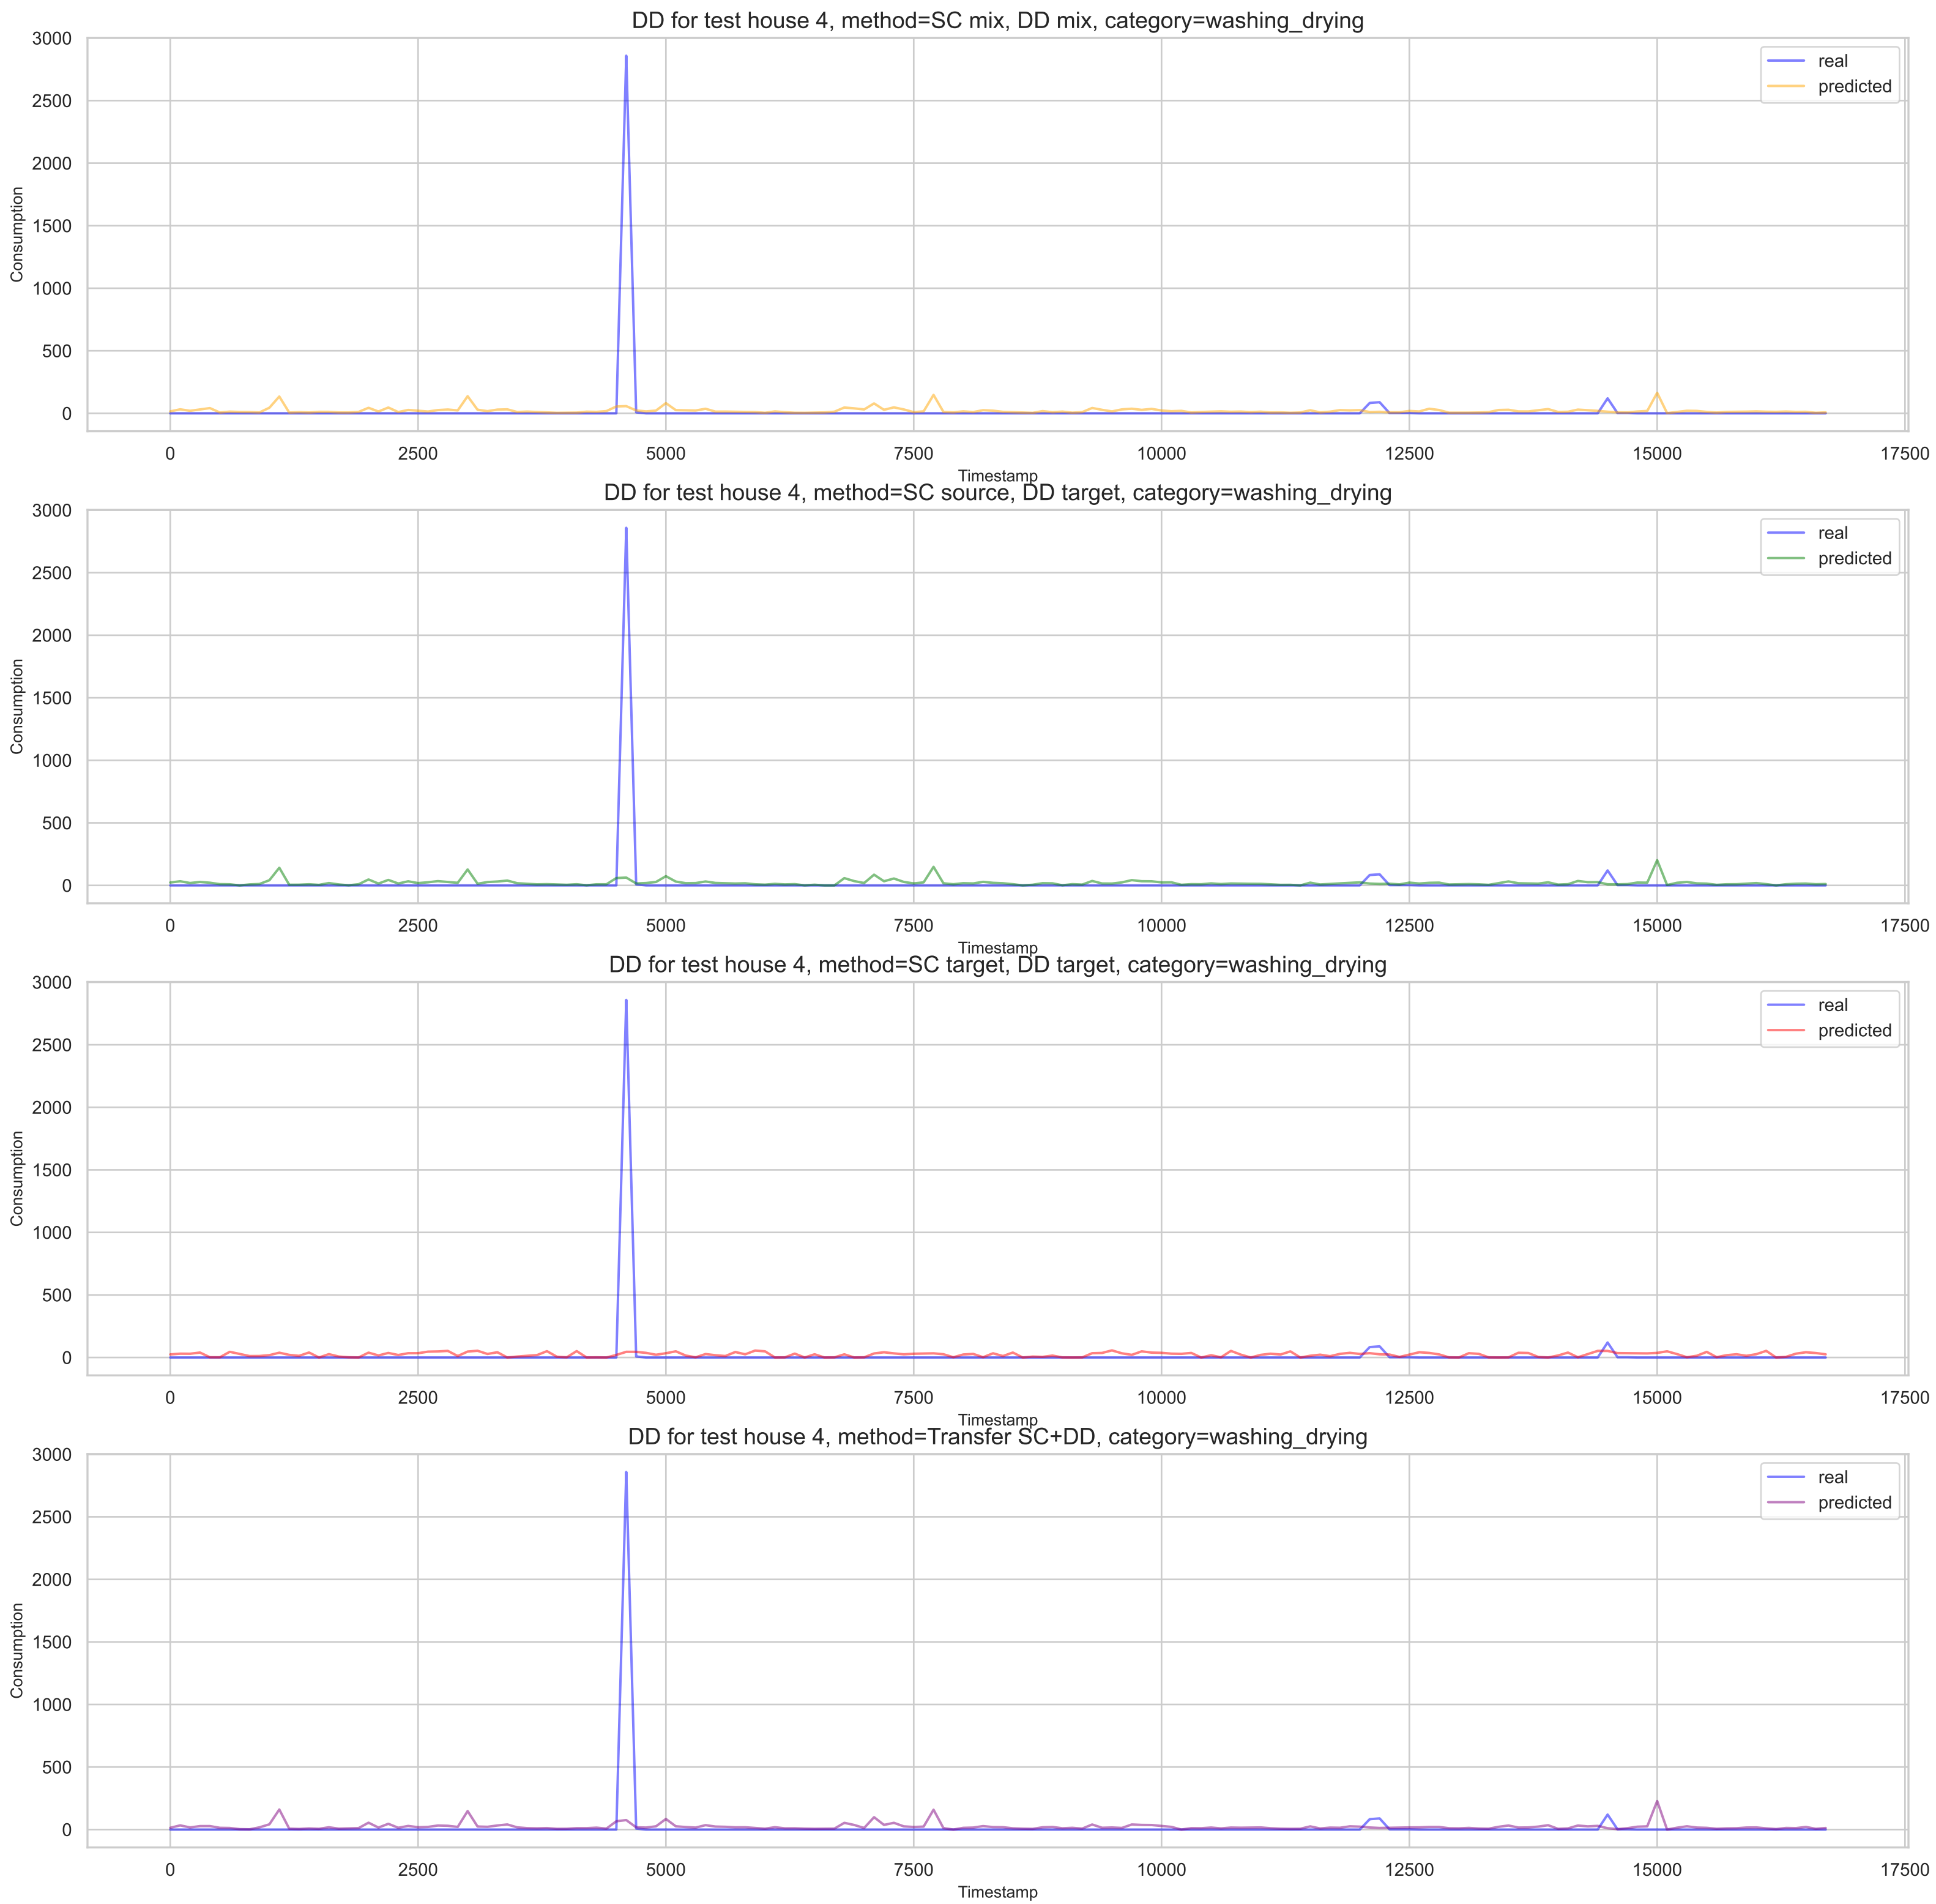 DD for test house 4, method=SC mix, DD mix, category=washing_drying
3000
2500
2000
1500
1000
500
0
Consumption
real
predicted
0 2500 5000 7500 10000 12500 15000 17500
Timestamp
DD for test house 4, method=SC source, DD target, category=washing_drying
3000
2500
2000
1500
1000
500
0
Consumption
real
predicted
0 2500 5000 7500 10000 12500 15000 17500
Timestamp
DD for test house 4, method=SC target, DD target, category=washing_drying
3000
2500
2000
1500
1000
500
0
Consumption
real
predicted
0 2500 5000 7500 10000 12500 15000 17500
Timestamp
DD for test house 4, method=Transfer SC+DD, category=washing_drying
3000
2500
2000
1500
1000
500
0
Consumption
real
predicted
0 2500 5000 7500 10000 12500 15000 17500
Timestamp